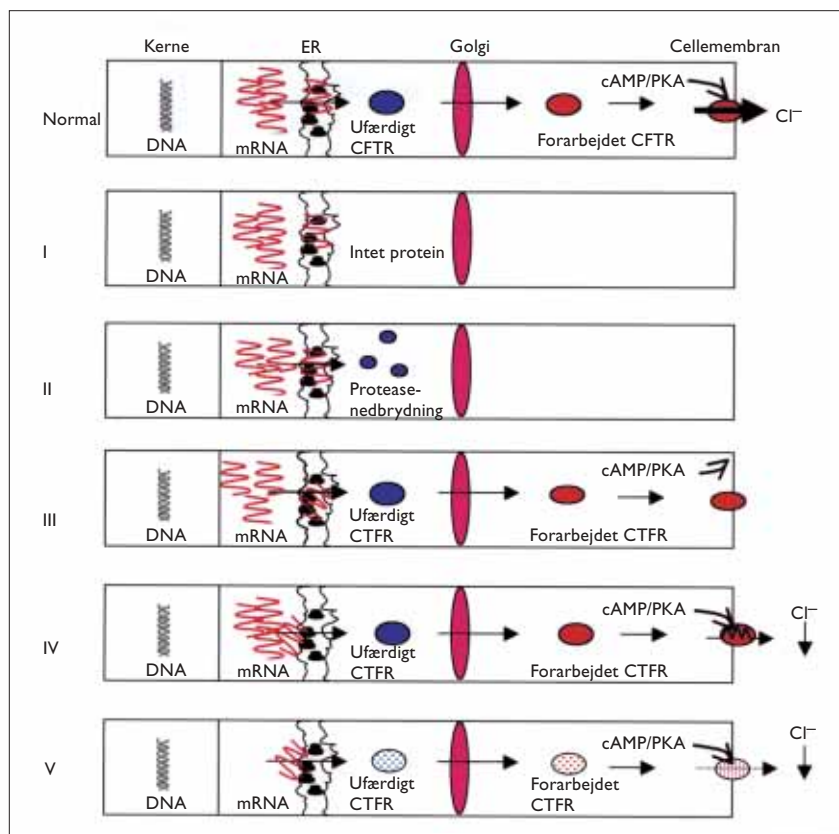 Kerne ER Golgi Cellemembran
cAMP/PKA
Normal
Cl–
Ufærdigt
CFTR
Forarbejdet CFTR
DNA
mRNA
I
Intet protein
DNA
mRNA
II
Protease-
nedbrydning
DNA
mRNA
cAMP/PKA
III
Ufærdigt
CTFR
Forarbejdet CTFR
DNA
mRNA
cAMP/PKA
Cl–
IV
Ufærdigt
CTFR
Forarbejdet CTFR
DNA
mRNA
Cl–
cAMP/PKA
V
Ufærdigt
CTFR
Forarbejdet
CTFR
DNA
mRNA